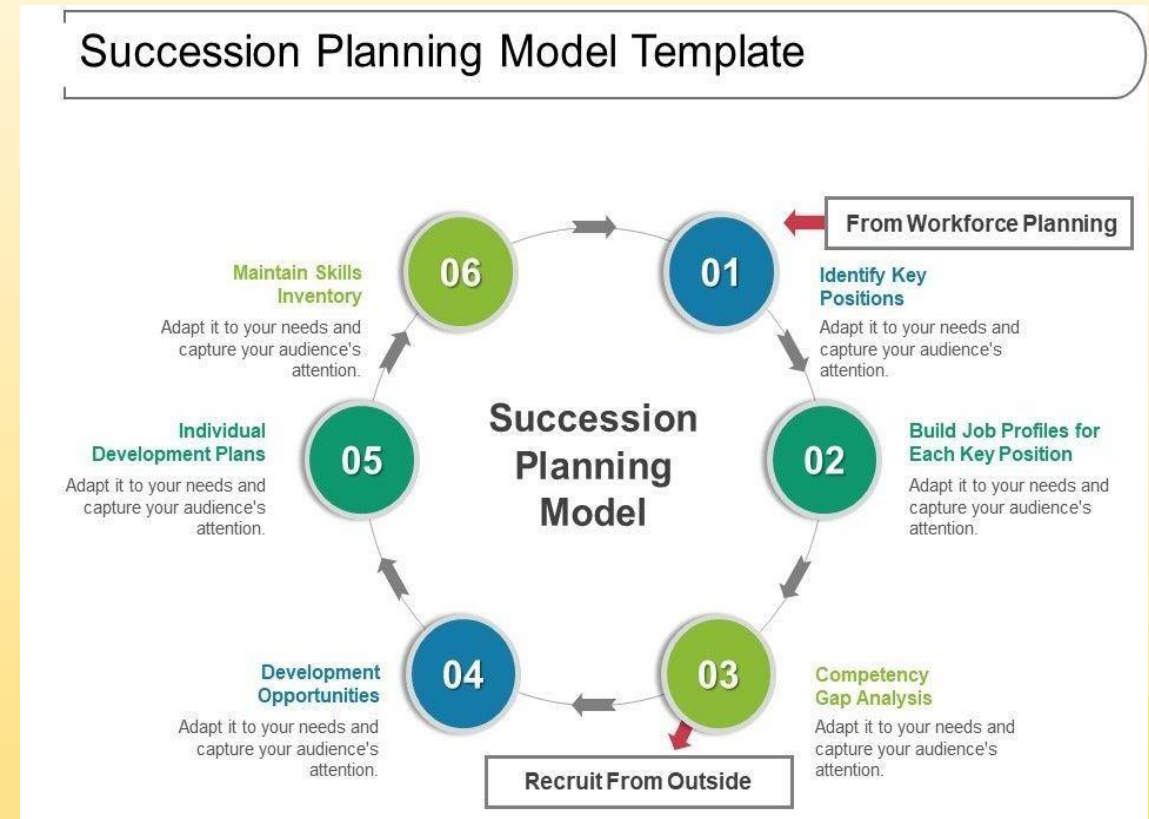 Succession Planning Model Template
From Workforce Planning
01
Identify Key
Positions
Adapt it to your needs and
capture your audience's
attention.
02
Build Job Profiles for
Each Key Position
Adapt it to your needs and
capture your audience's
attention.
03
Competency
Gap Analysis
Adapt it to your needs and
capture your audience's
attention.
Recruit From Outside
04
Development
Opportunities
Adapt it to your needs and
capture your audience's
attention.
05
Individual
Development Plans
Adapt it to your needs and
capture your audience's
attention.
06
Maintain Skills
Inventory
Adapt it to your needs and
capture your audience's
attention.
Succession
Planning
Model